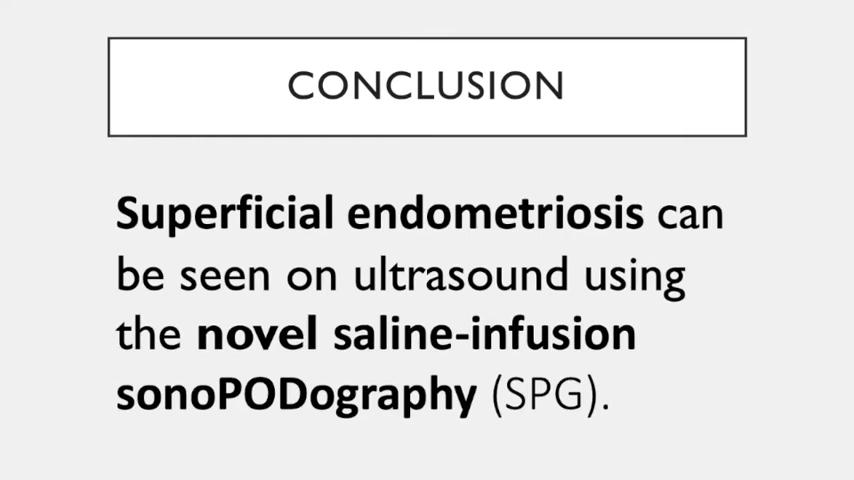 CONCLUSION
Superficial endometriosis can
be seen on ultrasound using
the novel saline-infusion
sonoPODography (SPG).